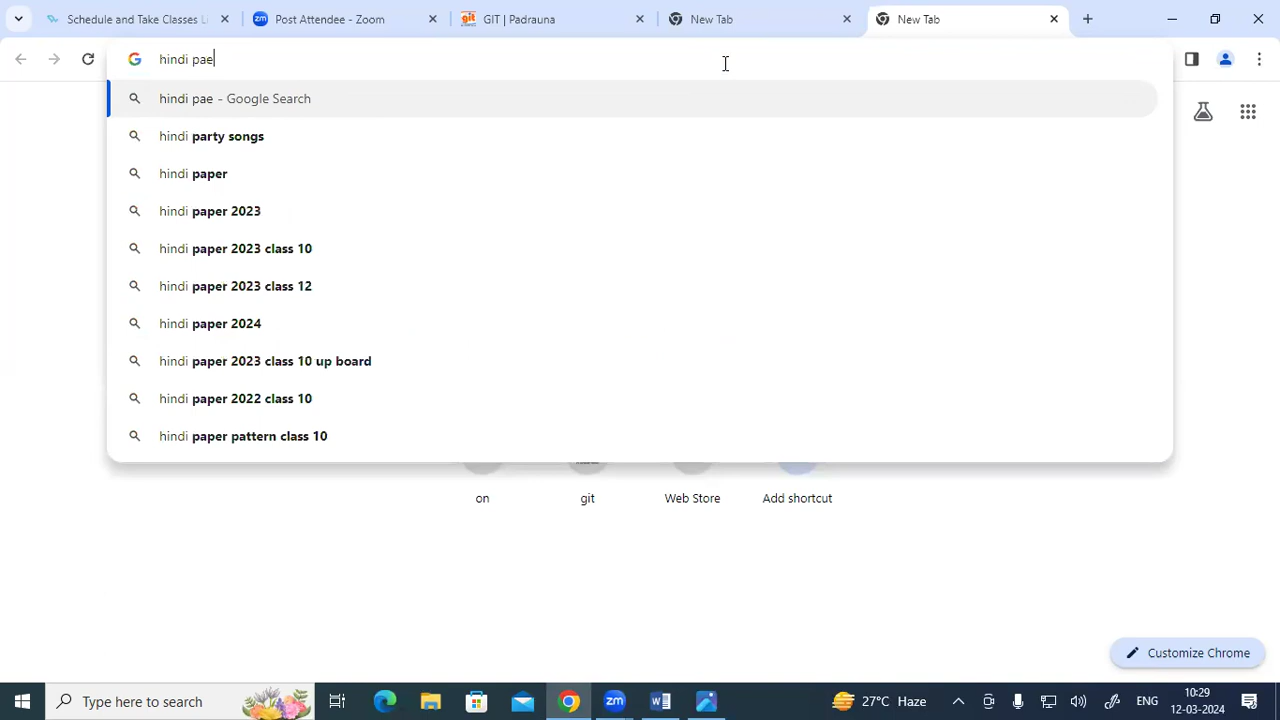 Schedule and Take Classes Li
Post Attendee - Zoom
GIT | Padrauna
New Tab
New Tab
hindi pae
hindi pae - Google Search
hindi party songs
hindi paper
hindi paper 2023
hindi paper 2023 class 10
hindi paper 2023 class 12
hindi paper 2024
hindi paper 2023 class 10 up board
hindi paper 2022 class 10
hindi paper pattern class 10
on
git
Web Store
Add shortcut
Customize Chrome
Type here to search
27°C Haze
ENG
10:29
12-03-2024